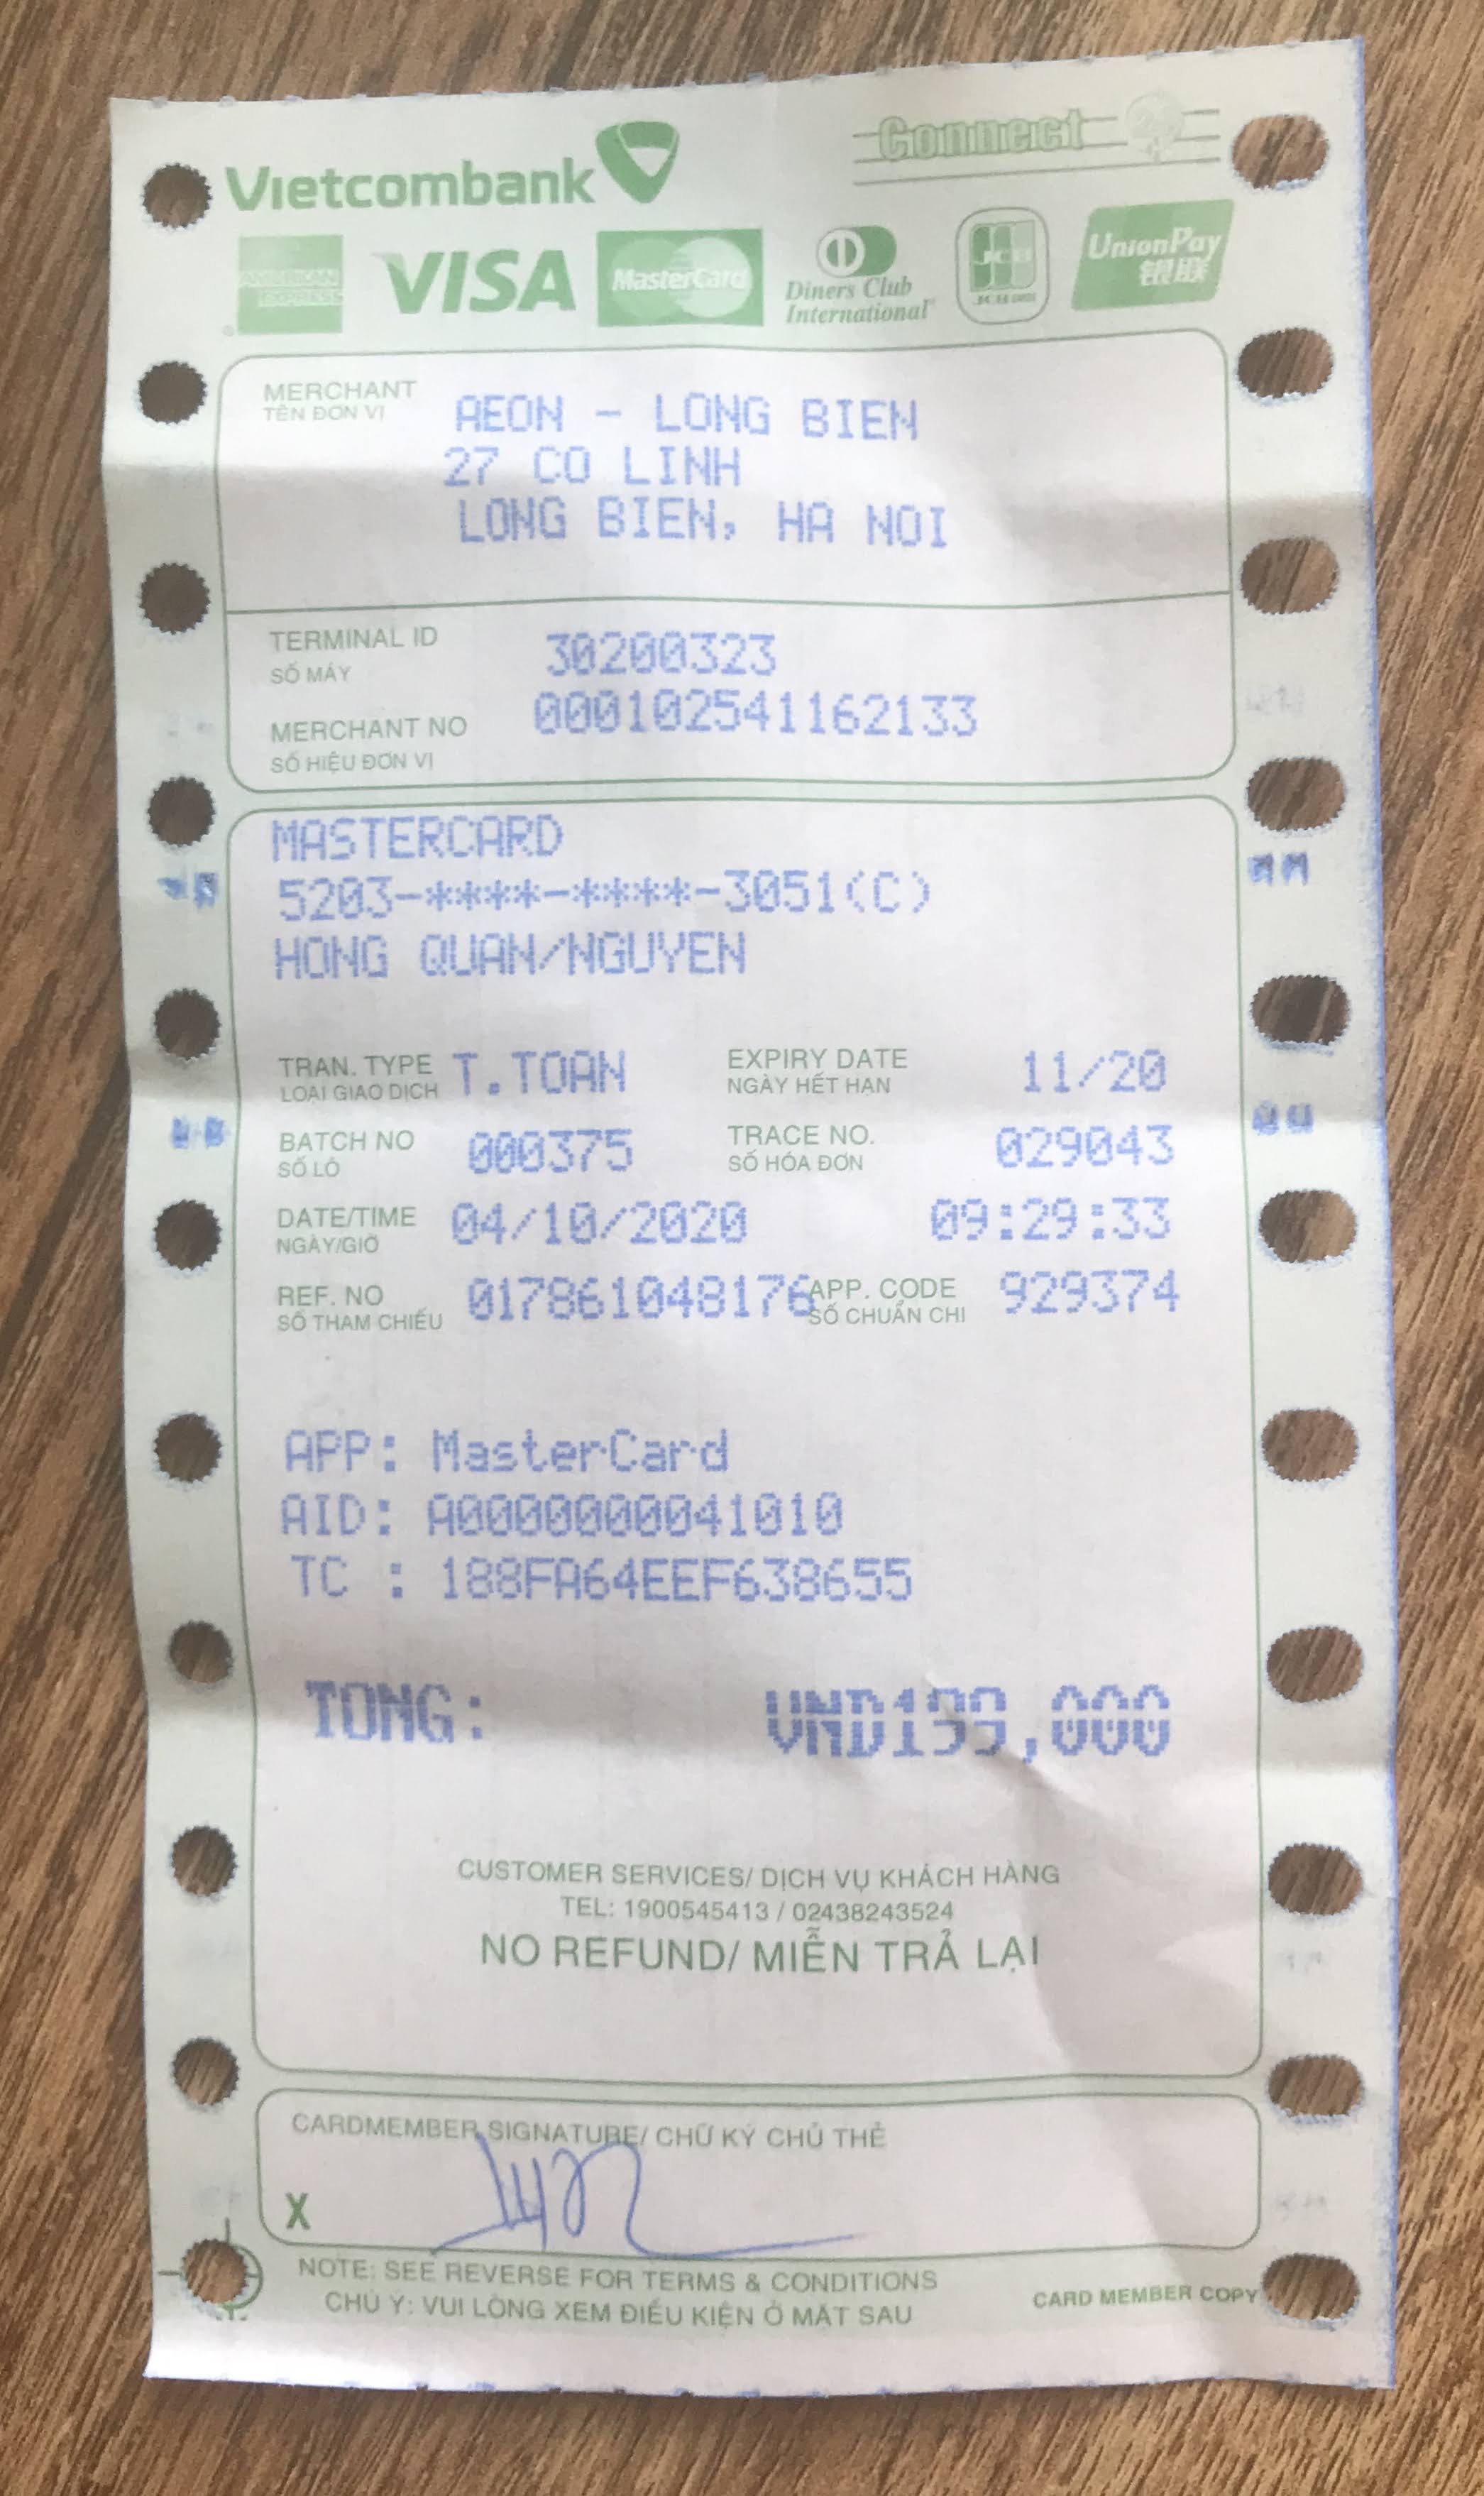 Vietcombank
Connect 24
AMERICAN EXPRESS VISA MasterCard Diners Club International JCB UnionPay 银联
MERCHANT
TÊN ĐƠN VỊ
AEON - LONG BIEN
27 CO LINH
LONG BIEN, HA NOI
TERMINAL ID 30200323
SỐ MÁY
MERCHANT NO 000102541162133
SỐ HIỆU ĐƠN VỊ
MASTERCARD
5203-****-****-3051(C)
HONG QUAN/NGUYEN
TRAN. TYPE T.TOAN EXPIRY DATE 11/20
LOẠI GIAO DỊCH NGÀY HẾT HẠN
BATCH NO 000375 TRACE NO. 029043
SỐ LÔ SỐ HÓA ĐƠN
DATE/TIME 04/10/2020 09:29:33
NGÀY/GIỜ
REF. NO 017861048176 APP. CODE 929374
SỐ THAM CHIẾU SỐ CHUẨN CHI
APP: MasterCard
AID: A0000000041010
TC : 188FA64EEF638655
TONG: VND199,000
CUSTOMER SERVICES/ DỊCH VỤ KHÁCH HÀNG
TEL: 1900545413 / 02438243524
NO REFUND/ MIỄN TRẢ LẠI
CARDMEMBER SIGNATURE/ CHỮ KÝ CHỦ THẺ
X
NOTE: SEE REVERSE FOR TERMS & CONDITIONS
CHÚ Ý: VUI LÒNG XEM ĐIỀU KIỆN Ở MẶT SAU
CARD MEMBER COPY